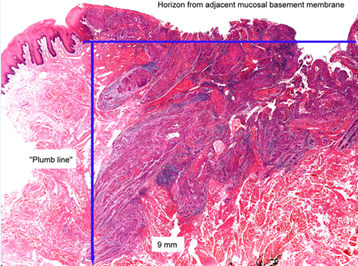 Horizon from adjacent mucosal basement membrane
"Plumb line"
9 mm